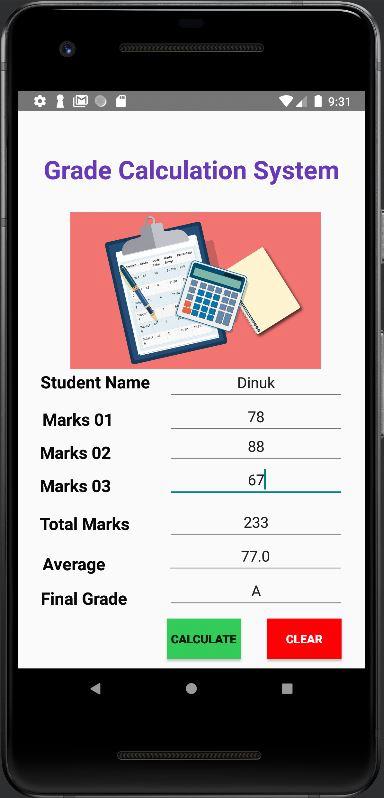 9:31
Grade Calculation System
Student Name Dinuk
Marks 01 78
Marks 02 88
Marks 03 67
Total Marks 233
Average 77.0
Final Grade A
CALCULATE CLEAR